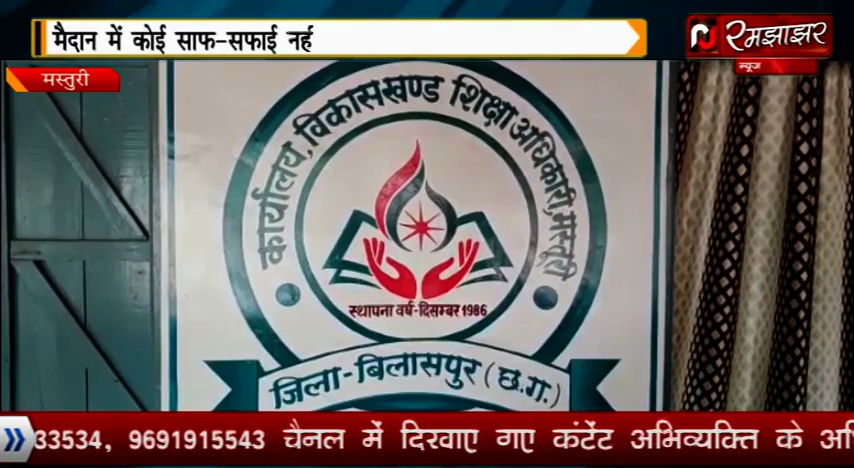 मैदान में कोई साफ-सफाई नहं
रमझाझर
न्यूज
मस्तुरी
कार्यालय, विकासखण्ड शिक्षा अधिकारी, मस्तूरी
स्थापना वर्ष-दिसम्बर 1986
जिला-बिलासपुर (छ.ग.)
33534, 9691915543 चैनल में दिखाए गए कंटेंट अभिव्यक्ति के अभि